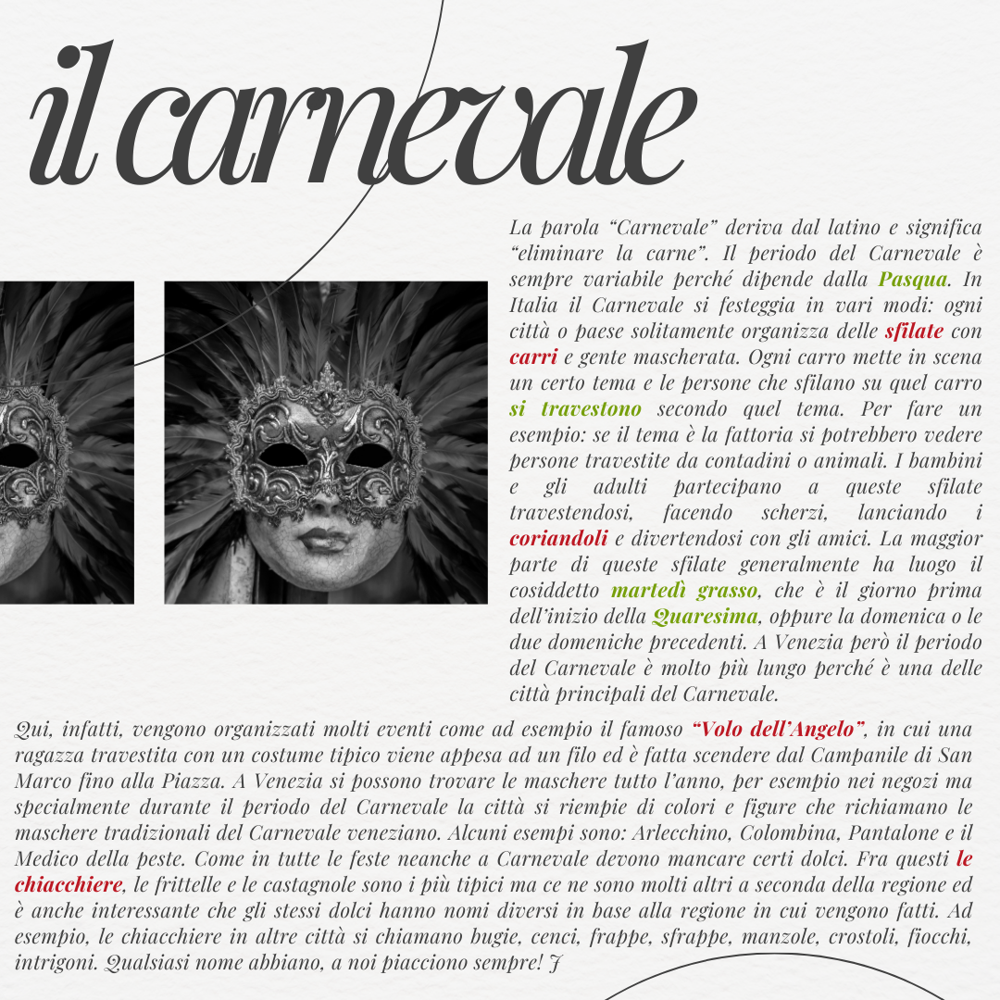 il carnevale
La parola “Carnevale” deriva dal latino e significa
“eliminare la carne”. Il periodo del Carnevale è
sempre variabile perché dipende dalla Pasqua. In
Italia il Carnevale si festeggia in vari modi: ogni
città o paese solitamente organizza delle sfilate con
carri e gente mascherata. Ogni carro mette in scena
un certo tema e le persone che sfilano su quel carro
si travestono secondo quel tema. Per fare un
esempio: se il tema è la fattoria si potrebbero vedere
persone travestite da contadini o animali. I bambini
e gli adulti partecipano a queste sfilate
travestendosi, facendo scherzi, lanciando i
coriandoli e divertendosi con gli amici. La maggior
parte di queste sfilate generalmente ha luogo il
cosiddetto martedì grasso, che è il giorno prima
dell’inizio della Quaresima, oppure la domenica o le
due domeniche precedenti. A Venezia però il periodo
del Carnevale è molto più lungo perché è una delle
città principali del Carnevale.
Qui, infatti, vengono organizzati molti eventi come ad esempio il famoso “Volo dell’Angelo”, in cui una
ragazza travestita con un costume tipico viene appesa ad un filo ed è fatta scendere dal Campanile di San
Marco fino alla Piazza. A Venezia si possono trovare le maschere tutto l’anno, per esempio nei negozi ma
specialmente durante il periodo del Carnevale la città si riempie di colori e figure che richiamano le
maschere tradizionali del Carnevale veneziano. Alcuni esempi sono: Arlecchino, Colombina, Pantalone e il
Medico della peste. Come in tutte le feste neanche a Carnevale devono mancare certi dolci. Fra questi le
chiacchiere, le frittelle e le castagnole sono i più tipici ma ce ne sono molti altri a seconda della regione ed
è anche interessante che gli stessi dolci hanno nomi diversi in base alla regione in cui vengono fatti. Ad
esempio, le chiacchiere in altre città si chiamano bugie, cenci, frappe, sfrappe, manzole, crostoli, fiocchi,
intrigoni. Qualsiasi nome abbiano, a noi piacciono sempre! J